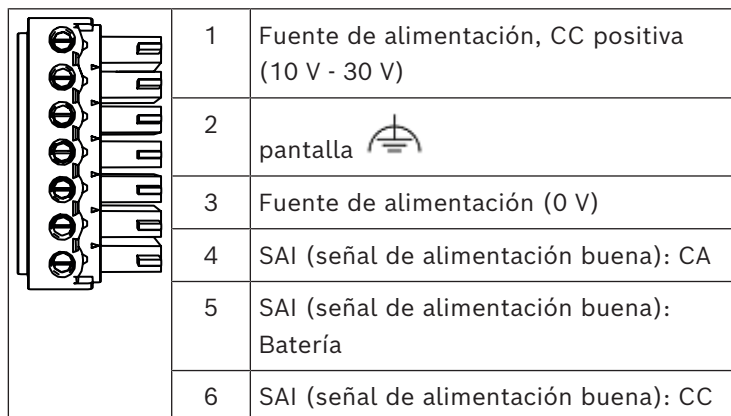 1 Fuente de alimentación, CC positiva
(10 V - 30 V)
2 pantalla
3 Fuente de alimentación (0 V)
4 SAI (señal de alimentación buena): CA
5 SAI (señal de alimentación buena):
Batería
6 SAI (señal de alimentación buena): CC